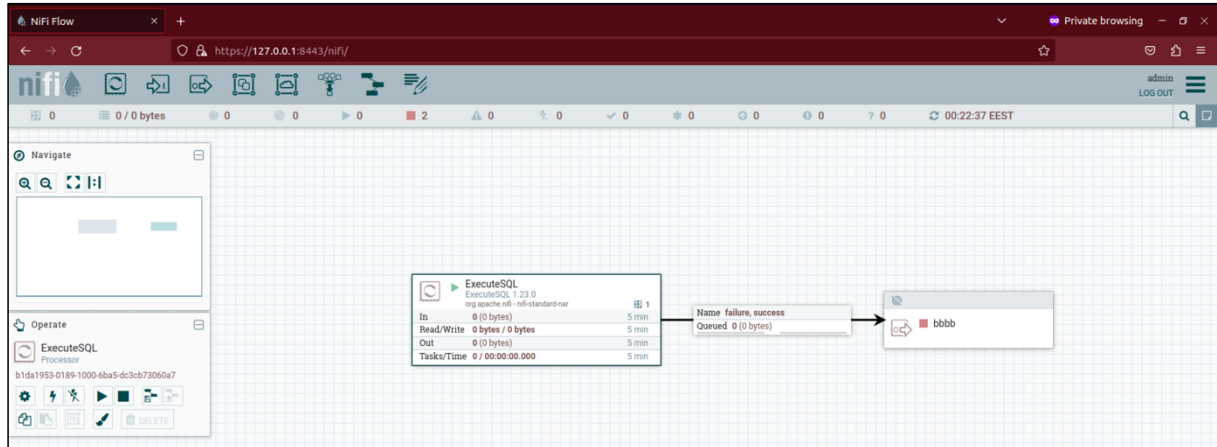 NiFi Flow
Private browsing
https://127.0.0.1:8443/nifi/
nifi
admin
LOG OUT
0 0 / 0 bytes 0 0 0 2 0 0 0 0 0 0 ? 0 00:22:37 EEST
Navigate
Operate
ExecuteSQL
Processor
b1da1953-0189-1000-6ba5-dc3cb73060a7
DELETE
ExecuteSQL
ExecuteSQL 1.23.0
org.apache.nifi - nifi-standard-nar
1
In 0 (0 bytes) 5 min
Read/Write 0 bytes / 0 bytes 5 min
Out 0 (0 bytes) 5 min
Tasks/Time 0 / 00:00:00.000 5 min
Name failure, success
Queued 0 (0 bytes)
bbbb